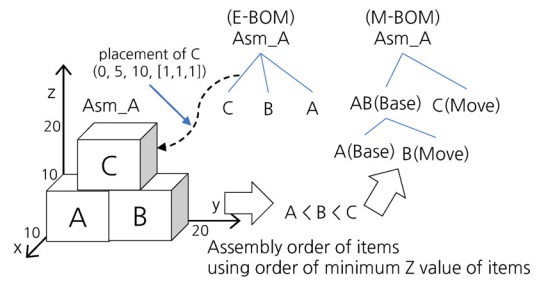 (E-BOM)
Asm_A
C B A
(M-BOM)
Asm_A
AB(Base) C(Move)
A(Base) B(Move)
placement of C
(0, 5, 10, [1,1,1])
Asm_A
z
20
10
10
x
y
20
C
A B
A < B < C
Assembly order of items
using order of minimum Z value of items